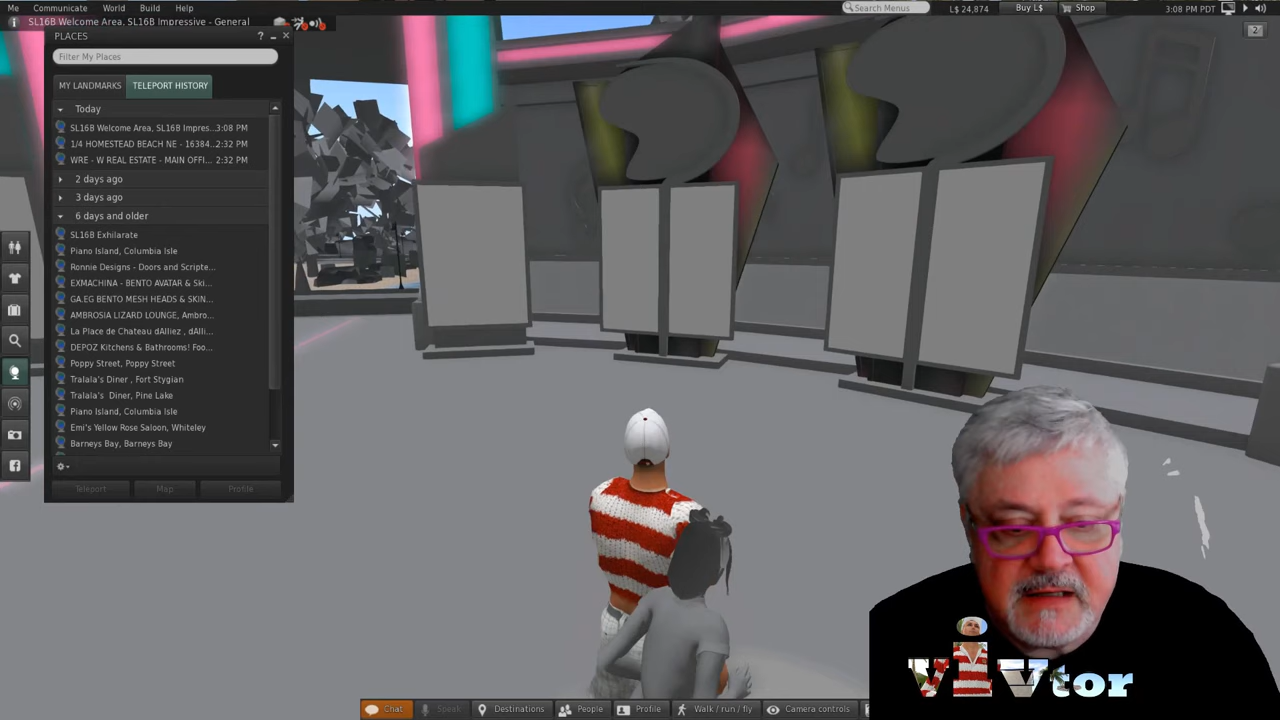 Me Communicate World Build Help
Search Menus L$ 24,874 Buy L$ Shop 3:08 PM PDT
SL16B Welcome Area, SL16B Impressive - General
2
PLACES ?
Filter My Places
MY LANDMARKS TELEPORT HISTORY
Today
SL16B Welcome Area, SL16B Impres... 3:08 PM
1/4 HOMESTEAD BEACH NE - 16384... 2:32 PM
WRE - W REAL ESTATE - MAIN OFFI... 2:32 PM
2 days ago
3 days ago
6 days and older
SL16B Exhilarate
Piano Island, Columbia Isle
Ronnie Designs - Doors and Scripte...
EXMACHINA - BENTO AVATAR & Ski...
GA.EG BENTO MESH HEADS & SKIN...
AMBROSIA LIZARD LOUNGE, Ambro...
La Place de Chateau dAlliez , dAlli...
DEPOZ Kitchens & Bathrooms! Foo...
Poppy Street, Poppy Street
Tralala's Diner , Fort Stygian
Tralala's Diner, Pine Lake
Piano Island, Columbia Isle
Emi's Yellow Rose Saloon, Whiteley
Barneys Bay, Barneys Bay
Teleport Map Profile
vivtor
Chat Speak Destinations People Profile Walk / run / fly Camera controls